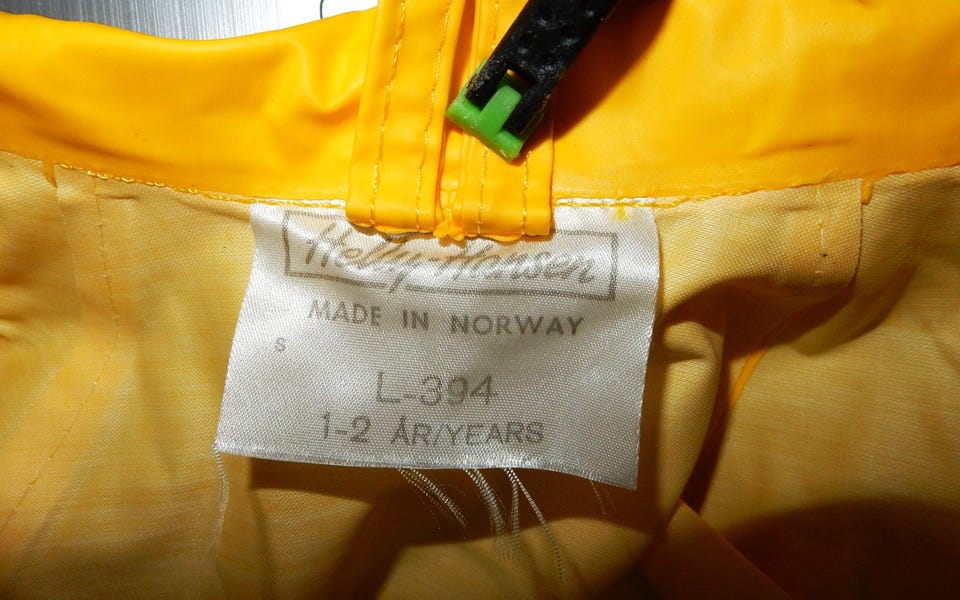 Helly-Hansen
MADE IN NORWAY
S
L-394
1-2 ÅR/YEARS